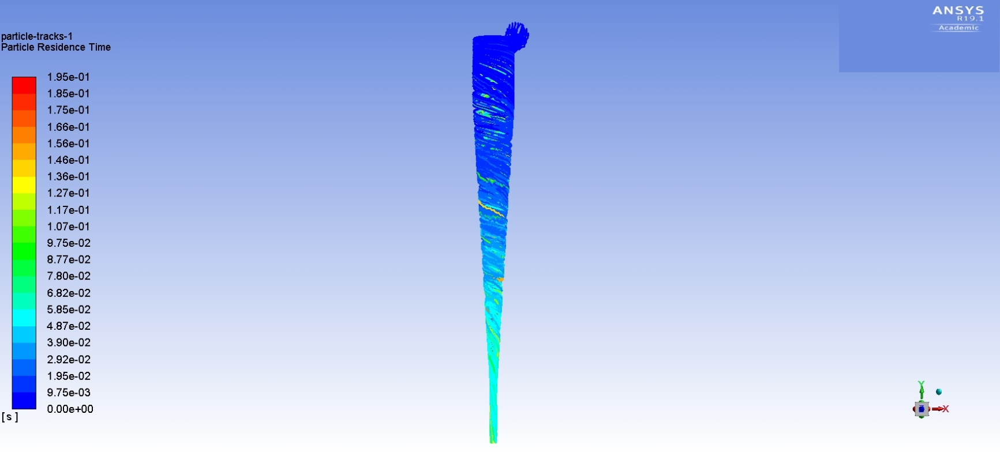 ANSYS
R19.1
Academic
particle-tracks-1
Particle Residence Time
1.95e-01
1.85e-01
1.75e-01
1.66e-01
1.56e-01
1.46e-01
1.36e-01
1.27e-01
1.17e-01
1.07e-01
9.75e-02
8.77e-02
7.80e-02
6.82e-02
5.85e-02
4.87e-02
3.90e-02
2.92e-02
1.95e-02
9.75e-03
0.00e+00
[s]
Y
X